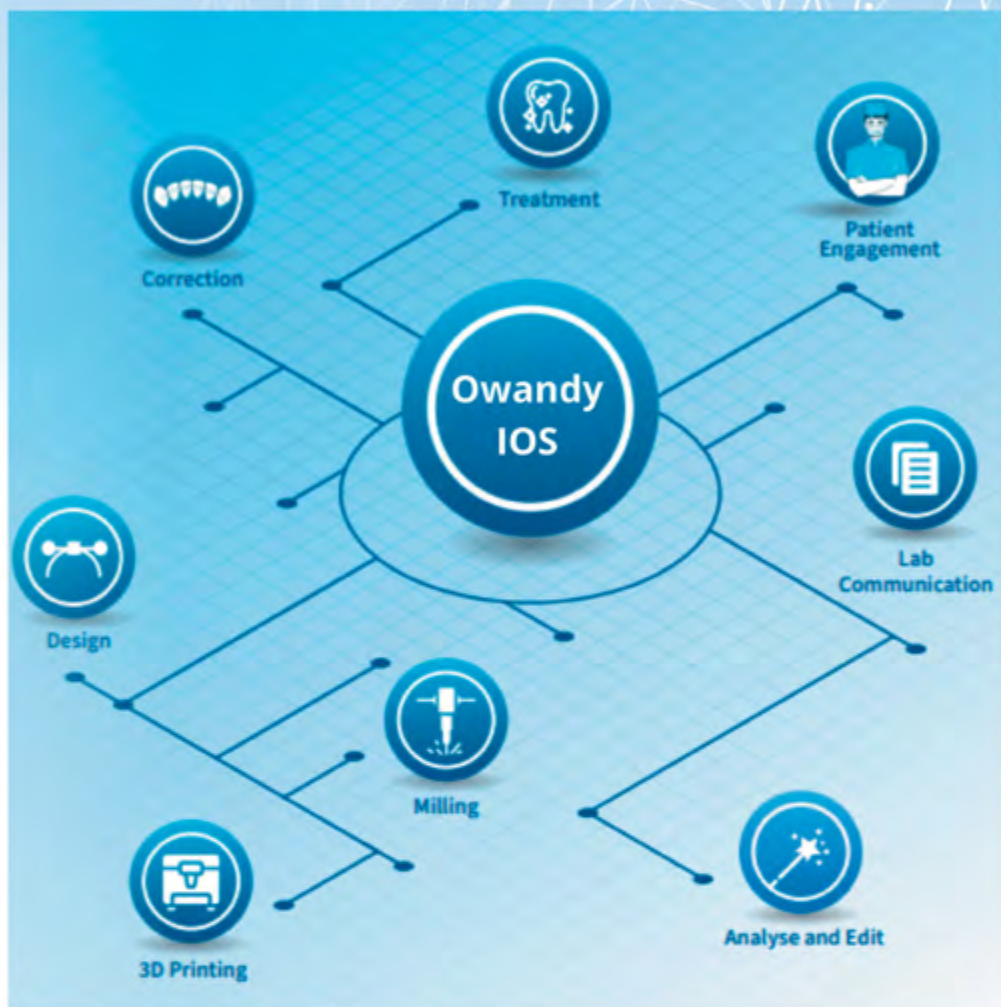 Treatment
Patient
Engagement
Correction
Owandy
IOS
Lab
Communication
Design
Milling
Analyse and Edit
3D Printing